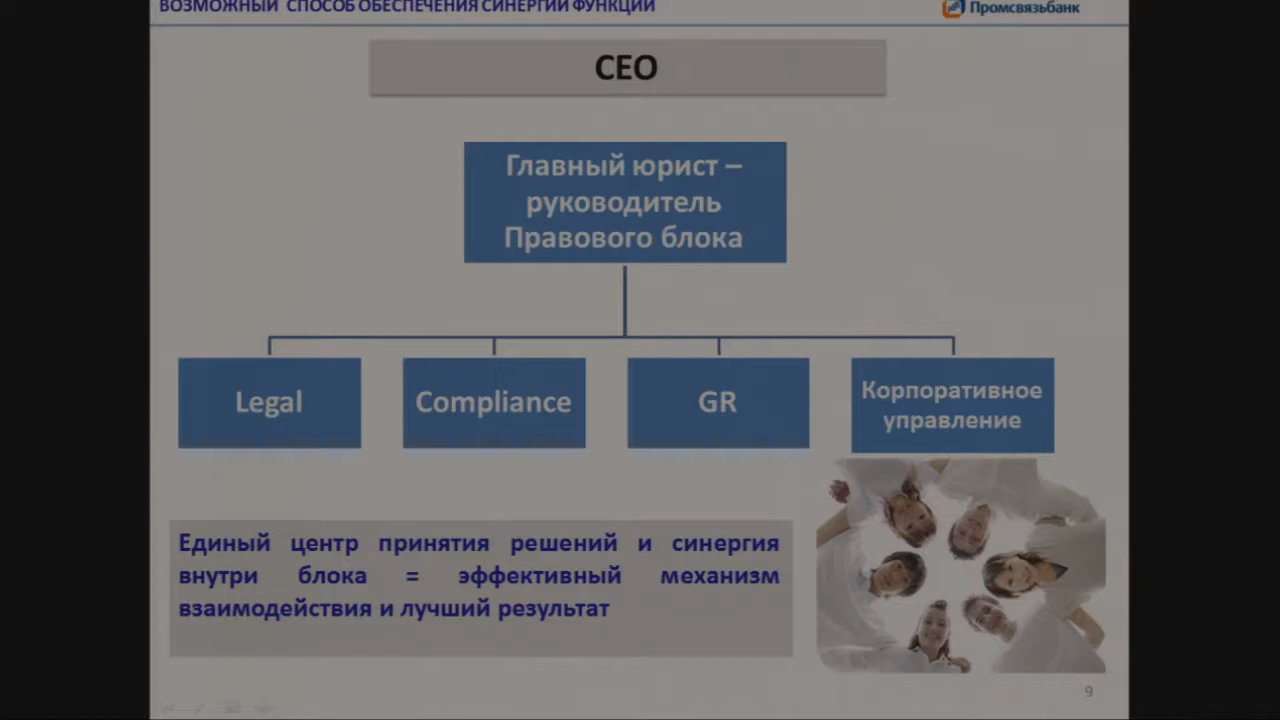 ВОЗМОЖНЫЙ СПОСОБ ОБЕСПЕЧЕНИЯ СИНЕРГИИ ФУНКЦИЙ
Промсвязьбанк
CEO
Главный юрист –
руководитель
Правового блока
Legal
Compliance
GR
Корпоративное
управление
Единый центр принятия решений и синергия
внутри блока = эффективный механизм
взаимодействия и лучший результат
9